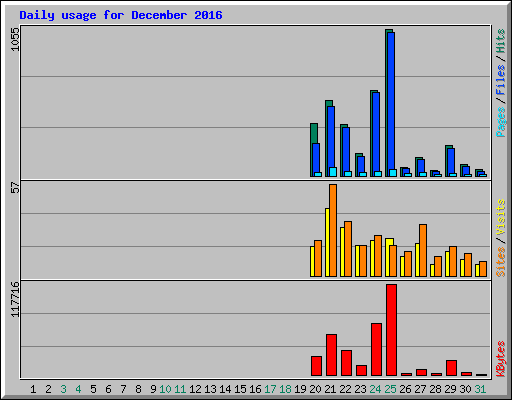 Daily usage for December 2016
1055
57
117716
Pages / Files / Hits
Sites / Visits
KBytes
1 2 3 4 5 6 7 8 9 10 11 12 13 14 15 16 17 18 19 20 21 22 23 24 25 26 27 28 29 30 31